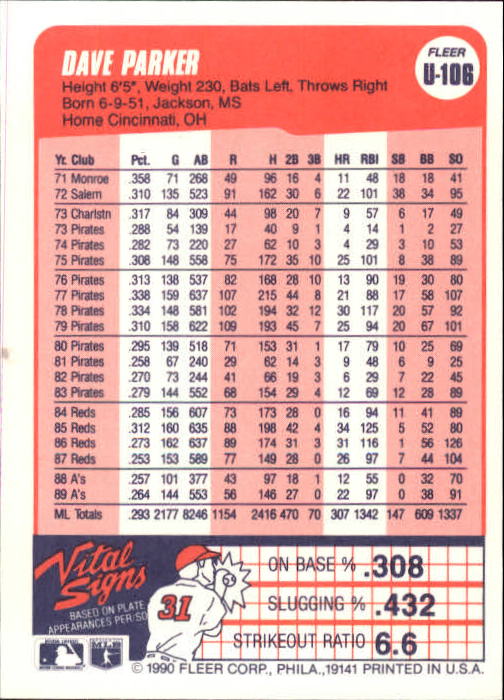 DAVE PARKER
FLEER
U-106
Height 6'5", Weight 230, Bats Left, Throws Right
Born 6-9-51, Jackson, MS
Home Cincinnati, OH
Yr. Club Pct. G AB R H 2B 3B HR RBI SB BB SO
71 Monroe .358 71 268 49 96 16 4 11 48 18 18 41
72 Salem .310 135 523 91 162 30 6 22 101 38 34 95
73 Charlstn .317 84 309 44 98 20 7 9 57 6 17 49
73 Pirates .288 54 139 17 40 9 1 4 14 1 2 27
74 Pirates .282 73 220 27 62 10 3 4 29 3 10 53
75 Pirates .308 148 558 75 172 35 10 25 101 8 38 89
76 Pirates .313 138 537 82 168 28 10 13 90 19 30 80
77 Pirates .338 159 637 107 215 44 8 21 88 17 58 107
78 Pirates .334 148 581 102 194 32 12 30 117 20 57 92
79 Pirates .310 158 622 109 193 45 7 25 94 20 67 101
80 Pirates .295 139 518 71 153 31 1 17 79 10 25 69
81 Pirates .258 67 240 29 62 14 3 9 48 6 9 25
82 Pirates .270 73 244 41 66 19 3 6 29 7 22 45
83 Pirates .279 144 552 68 154 29 4 12 69 12 28 89
84 Reds .285 156 607 73 173 28 0 16 94 11 41 89
85 Reds .312 160 635 88 198 42 4 34 125 5 52 80
86 Reds .273 162 637 89 174 31 3 31 116 1 56 126
87 Reds .253 153 589 77 149 28 0 26 97 7 44 104
88 A's .257 101 377 43 97 18 1 12 55 0 32 70
89 A's .264 144 553 56 146 27 0 22 97 0 38 91
ML Totals .293 2177 8246 1154 2416 470 70 307 1342 147 609 1337
Vital Signs
BASED ON PLATE
APPEARANCES PER/SO
31
ON BASE % .308
SLUGGING % .432
STRIKEOUT RATIO 6.6
© 1990 FLEER CORP., PHILA., 19141 PRINTED IN U.S.A.